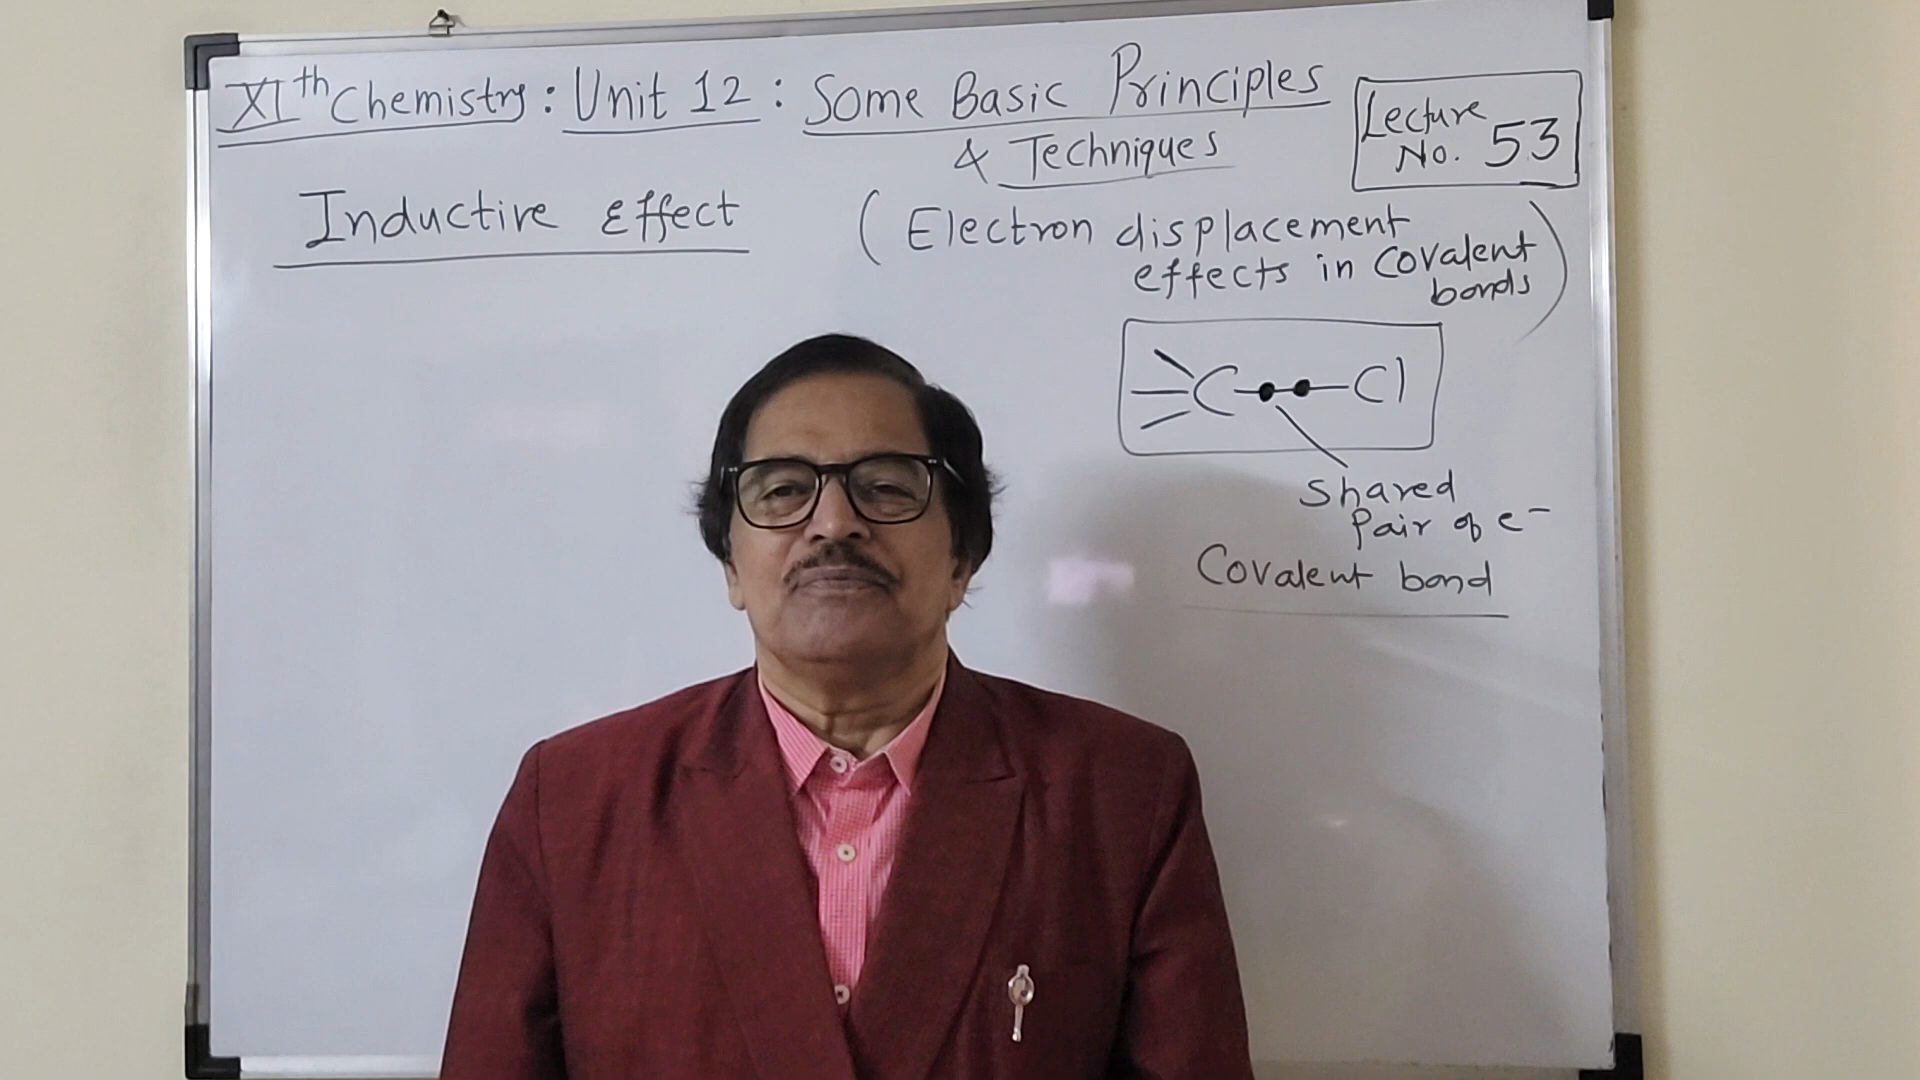 XIth Chemistry : Unit 12 : Some Basic Principles
& Techniques
Lecture
No. 53
Inductive effect
( Electron displacement
effects in covalent
bonds )
C Cl
Shared
Pair of e-
Covalent bond